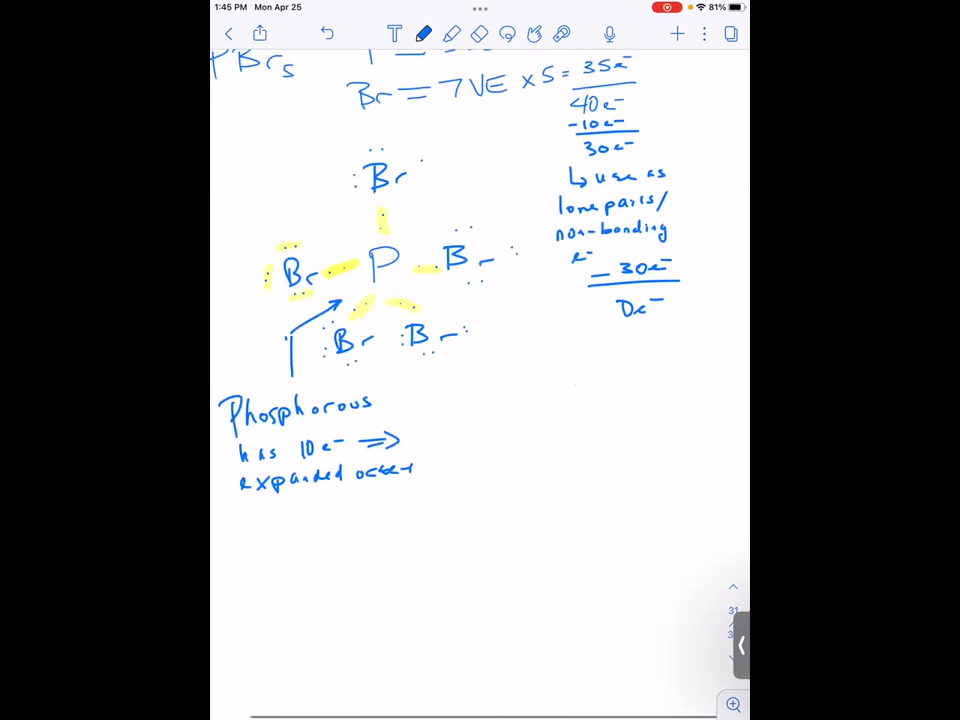 1:45 PM Mon Apr 25
81%
PBr5
Br = 7VE x 5 = 35e-
40e-
-10e-
30e-
↳ use as
lone pairs/
non-bonding
e-
- 30e-
0e-
Br
Br P Br
Br Br
Phosphorous
has 10e- ⇒
expanded octet
31